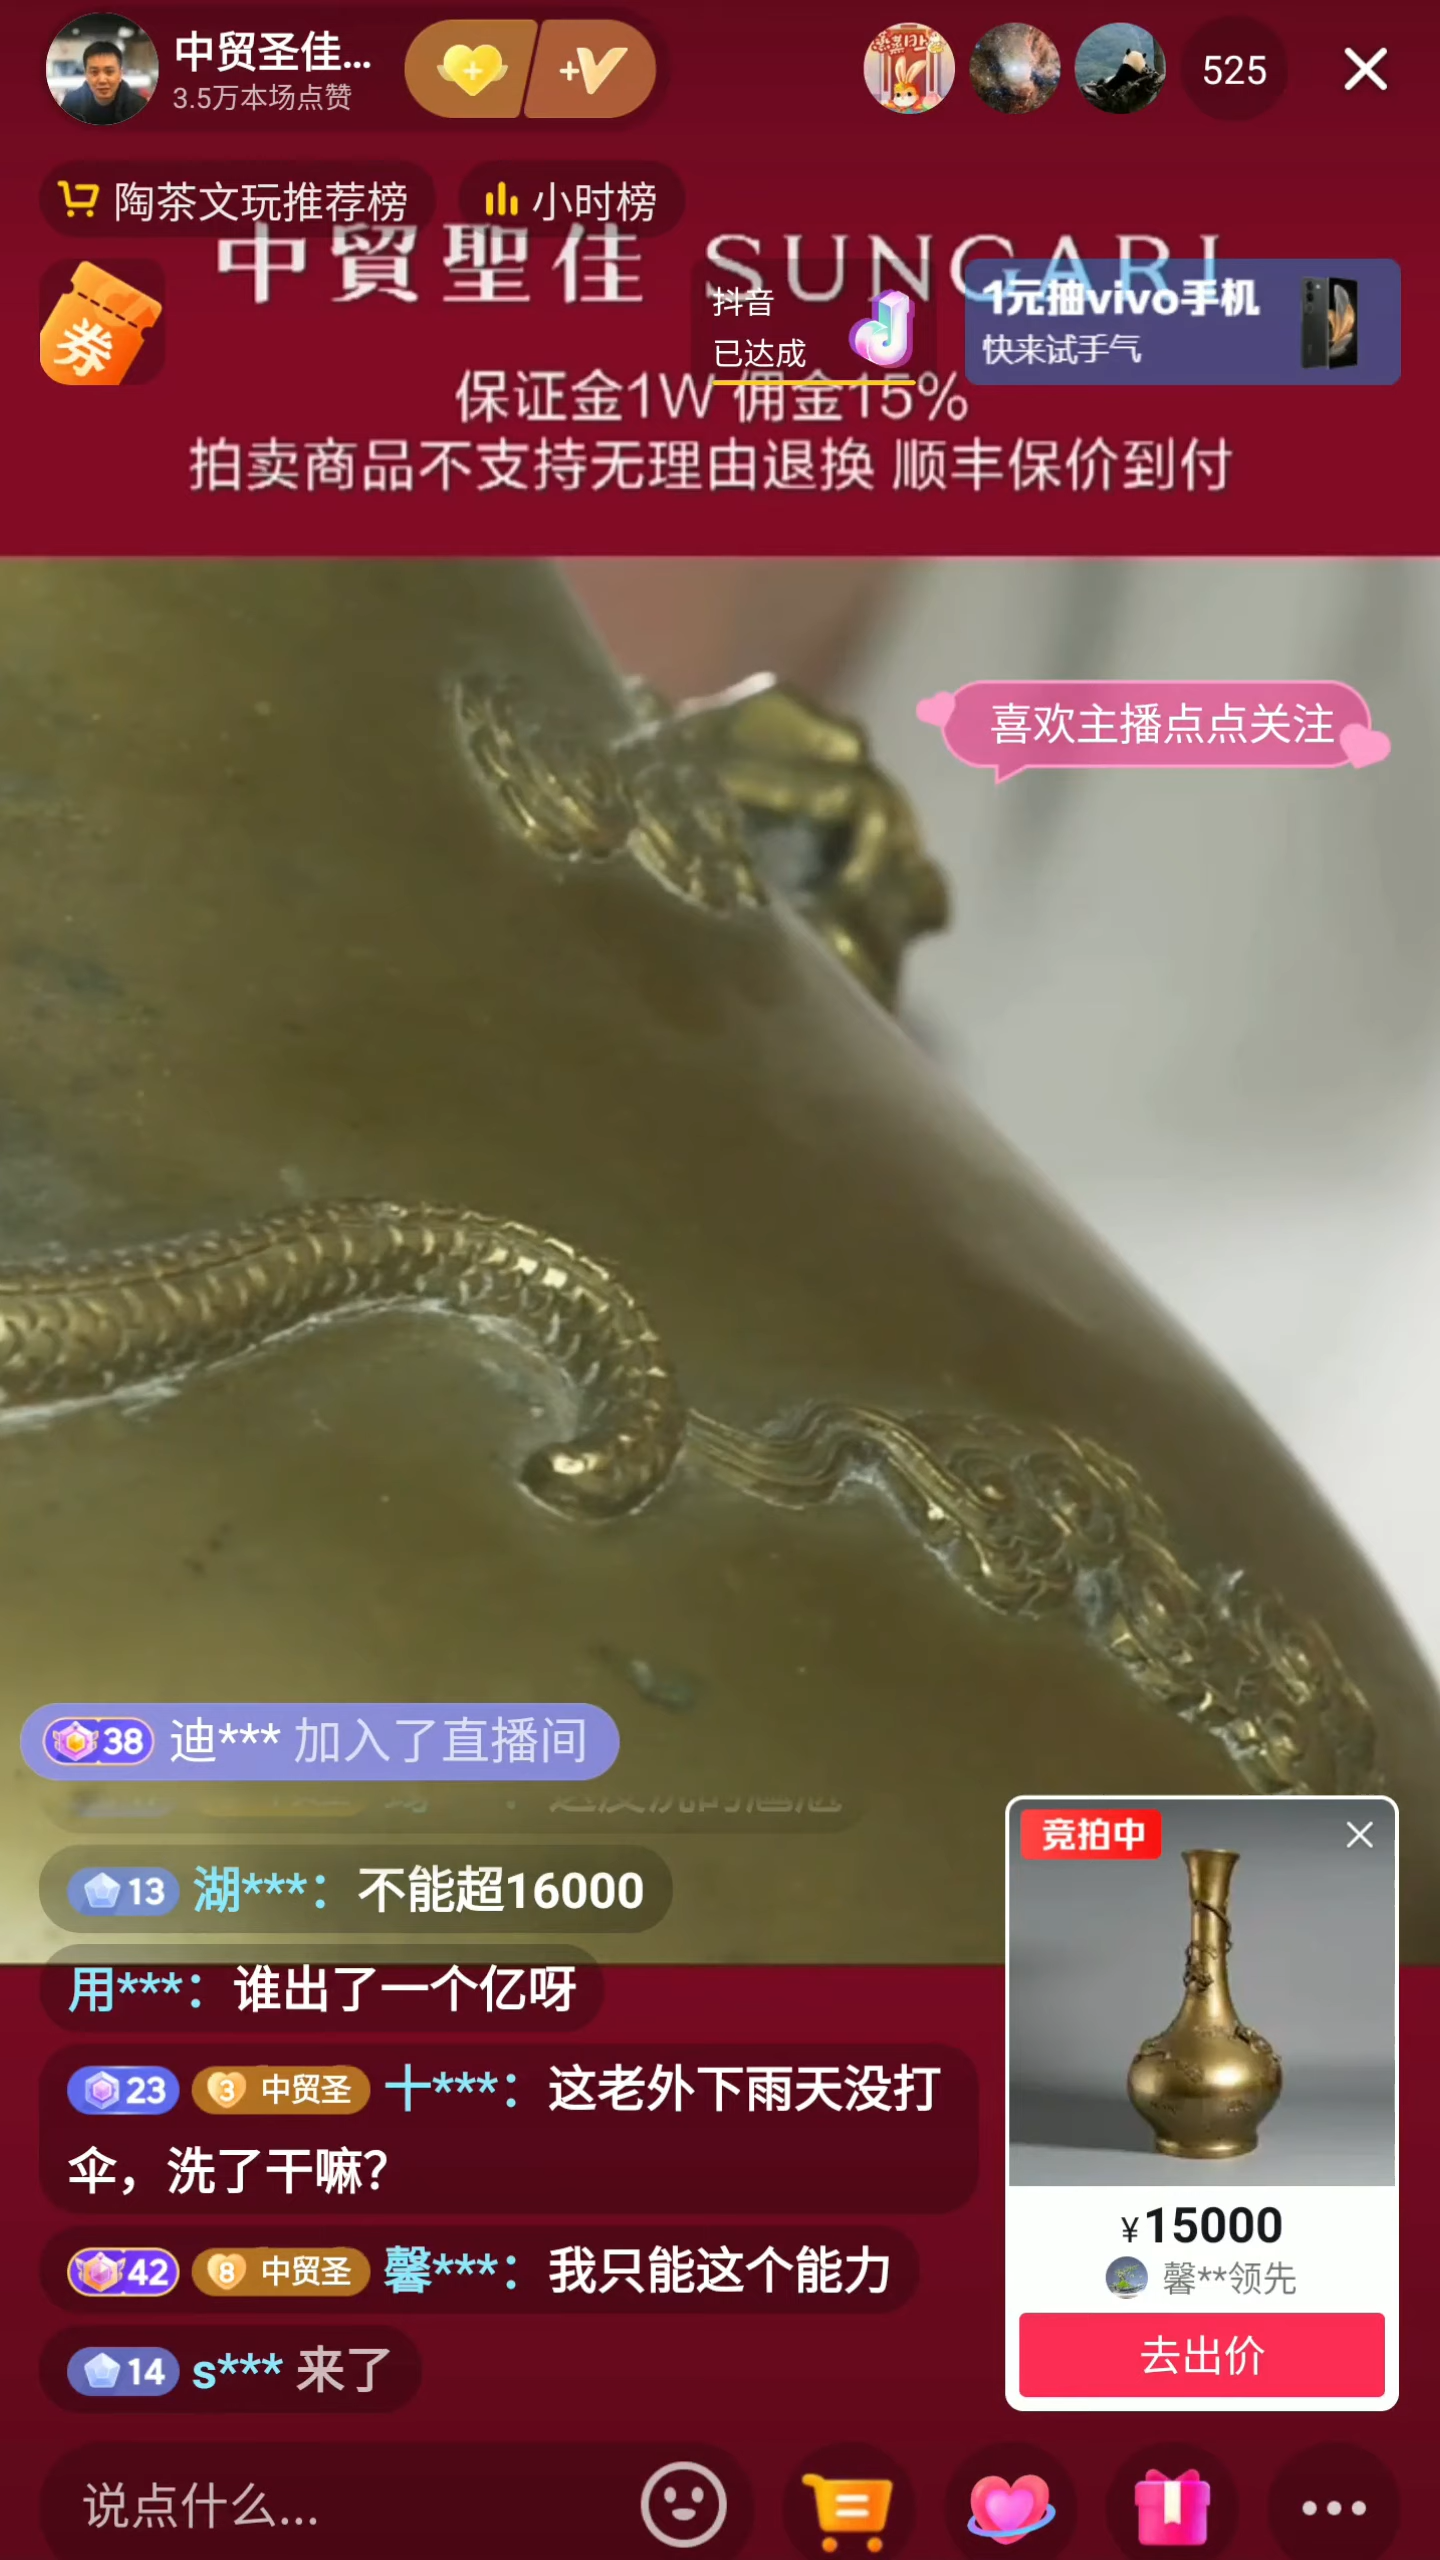 中贸圣佳...
3.5万本场点赞
525
陶茶文玩推荐榜
小时榜
中貿聖佳 SUNGARI
券
抖音
已达成
1元抽vivo手机
快来试手气
保证金1W 佣金15%
拍卖商品不支持无理由退换 顺丰保价到付
喜欢主播点点关注
38 迪*** 加入了直播间
13 湖***：不能超16000
用***：谁出了一个亿呀
23 3 中贸圣 十***：这老外下雨天没打
伞，洗了干嘛？
42 8 中贸圣 馨***：我只能这个能力
14 s*** 来了
竞拍中
¥15000
馨**领先
去出价
说点什么...